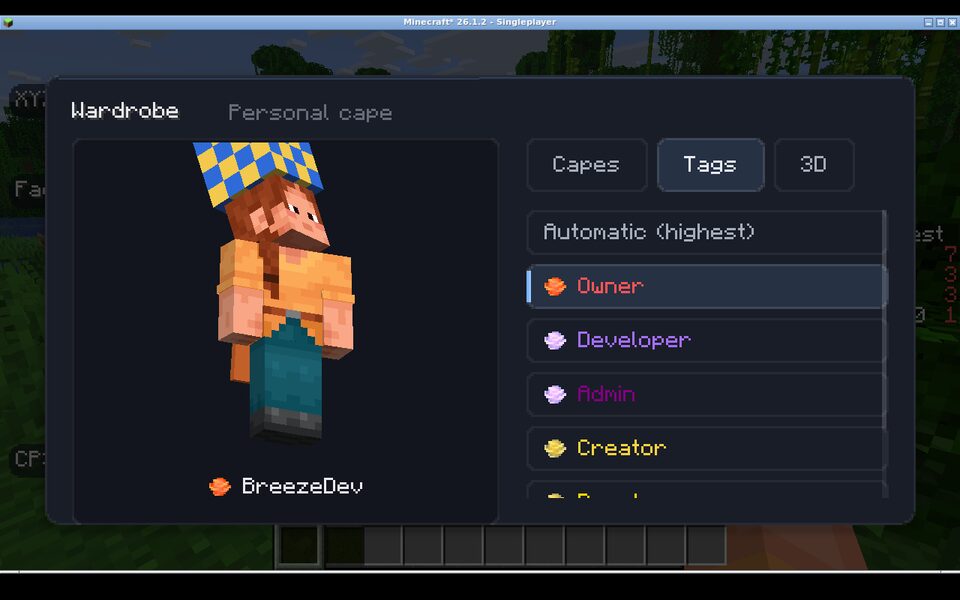 Minecraft* 26.1.2 - Singleplayer
Wardrobe
Personal cape
Capes
Tags
3D
Automatic (highest)
Owner
Developer
Admin
Creator
BreezeDev